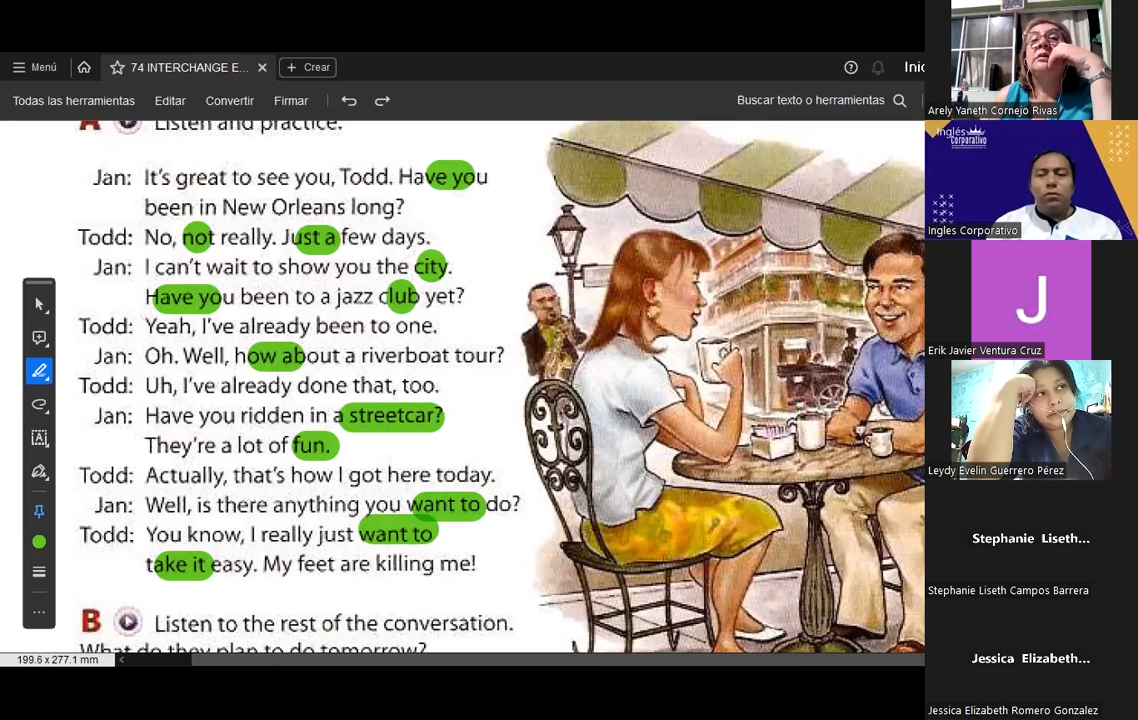 Menú
74 INTERCHANGE E...
Crear
Inic
Todas las herramientas
Editar
Convertir
Firmar
Buscar texto o herramientas
A Listen and practice.
Jan: It's great to see you, Todd. Have you
been in New Orleans long?
Todd: No, not really. Just a few days.
Jan: I can't wait to show you the city.
Have you been to a jazz club yet?
Todd: Yeah, I've already been to one.
Jan: Oh. Well, how about a riverboat tour?
Todd: Uh, I've already done that, too.
Jan: Have you ridden in a streetcar?
They're a lot of fun.
Todd: Actually, that's how I got here today.
Jan: Well, is there anything you want to do?
Todd: You know, I really just want to
take it easy. My feet are killing me!
B Listen to the rest of the conversation.
What do they plan to do tomorrow?
199.6 x 277.1 mm
Arely Yaneth Cornejo Rivas
Inglés
Corporativo
Ingles Corporativo
J
Erik Javier Ventura Cruz
Leydy Evelin Guerrero Pérez
Stephanie Liseth...
Stephanie Liseth Campos Barrera
Jessica Elizabeth...
Jessica Elizabeth Romero Gonzalez